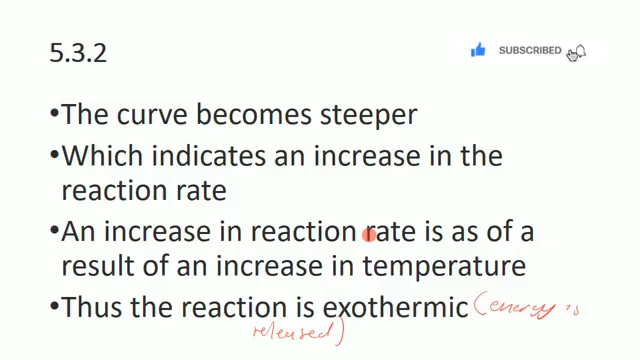 5.3.2
SUBSCRIBED
•The curve becomes steeper
•Which indicates an increase in the
reaction rate
•An increase in reaction rate is as of a
result of an increase in temperature
•Thus the reaction is exothermic (energy is
released)